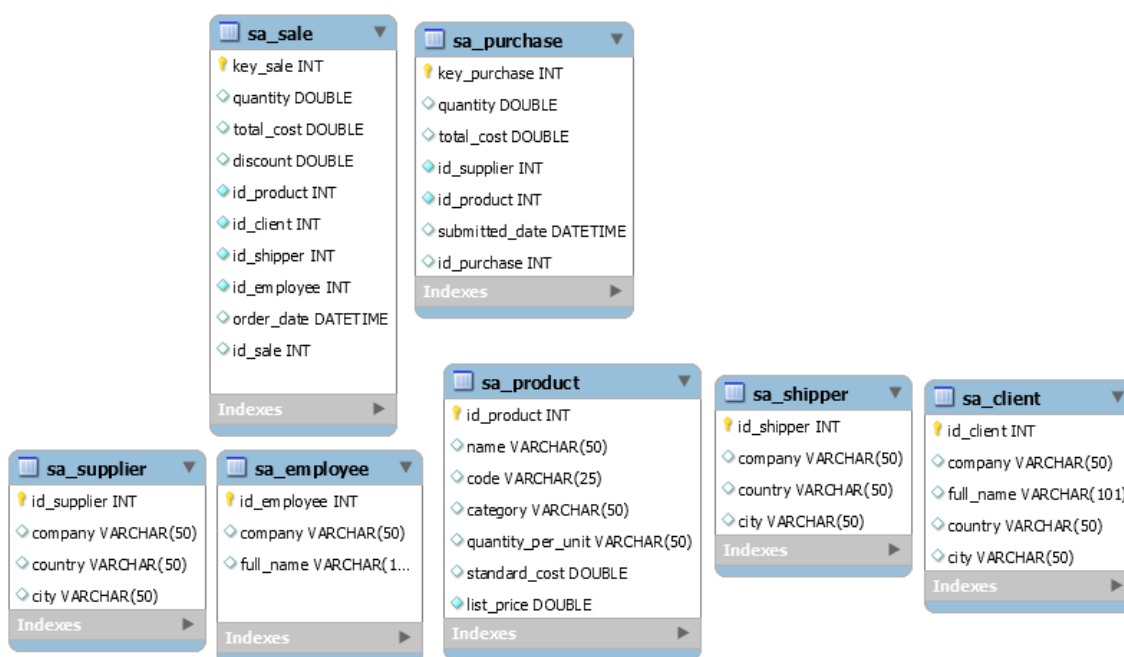 sa_sale
key_sale INT
quantity DOUBLE
total_cost DOUBLE
discount DOUBLE
id_product INT
id_client INT
id_shipper INT
id_employee INT
order_date DATETIME
id_sale INT
Indexes
sa_purchase
key_purchase INT
quantity DOUBLE
total_cost DOUBLE
id_supplier INT
id_product INT
submitted_date DATETIME
id_purchase INT
Indexes
sa_supplier
id_supplier INT
company VARCHAR(50)
country VARCHAR(50)
city VARCHAR(50)
Indexes
sa_employee
id_employee INT
company VARCHAR(50)
full_name VARCHAR(1...
Indexes
sa_product
id_product INT
name VARCHAR(50)
code VARCHAR(25)
category VARCHAR(50)
quantity_per_unit VARCHAR(50)
standard_cost DOUBLE
list_price DOUBLE
Indexes
sa_shipper
id_shipper INT
company VARCHAR(50)
country VARCHAR(50)
city VARCHAR(50)
Indexes
sa_client
id_client INT
company VARCHAR(50)
full_name VARCHAR(101)
country VARCHAR(50)
city VARCHAR(50)
Indexes